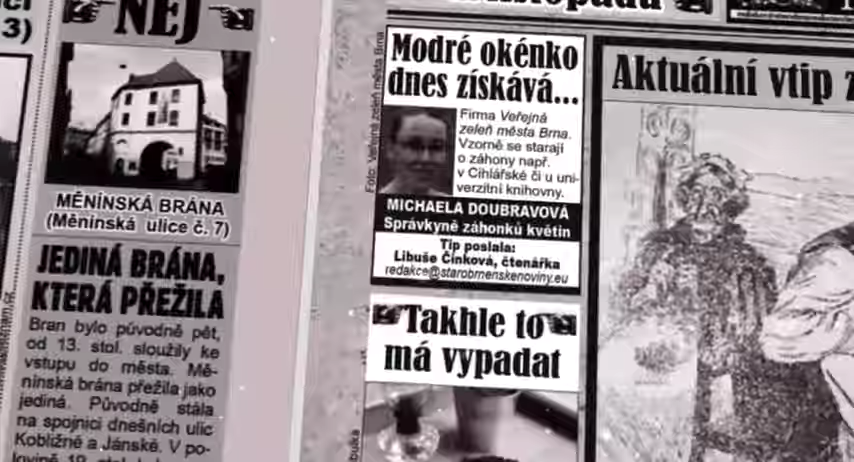 3)
NEJ
MĚNÍNSKÁ BRÁNA
(Měnínská ulice č. 7)
JEDINÁ BRÁNA,
KTERÁ PŘEŽILA
Bran bylo původně pět,
od 13. stol. sloužily ke
vstupu do města. Mě-
nínská brána přežila jako
jediná. Původně stála
na spojnici dnešních ulic
Kobližné a Jánské. V po-
Foto: Veřejná zeleň města Brna
Modré okénko
dnes získává...
Firma Veřejná
zeleň města Brna.
Vzorně se starají
o záhony např.
v Cihlářské či u uni-
verzitní knihovny.
MICHAELA DOUBRAVOVÁ
Správkyně záhonků květin
Tip poslala:
Libuše Činková, čtenářka
redakce@starobrnenskenoviny.eu
Takhle to
má vypadat
Aktuální vtip z